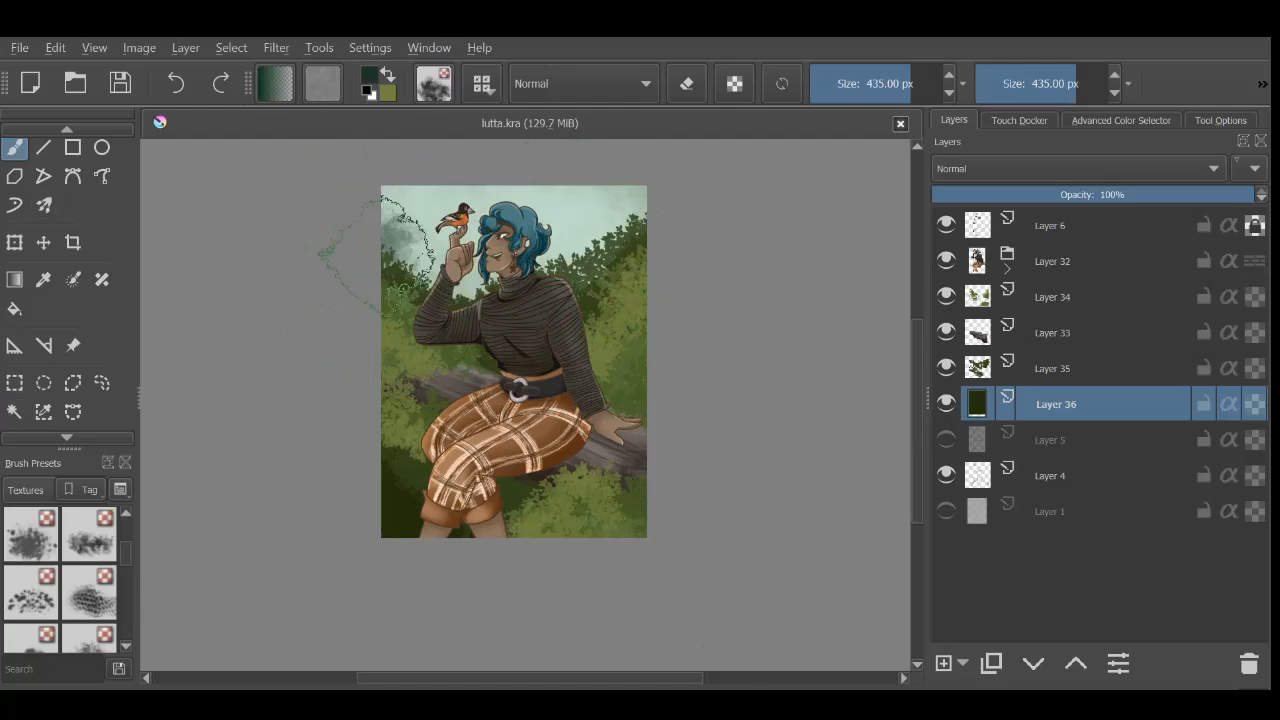 File Edit View Image Layer Select Filter Tools Settings Window Help
Normal Size: 435.00 px Size: 435.00 px
lutta.kra (129.7 MiB)
Layers Touch Docker Advanced Color Selector Tool Options
Layers
Normal
Opacity: 100%
Layer 6
Layer 32
Layer 34
Layer 33
Layer 35
Layer 36
Layer 5
Layer 4
Layer 1
Brush Presets
Textures Tag
Search